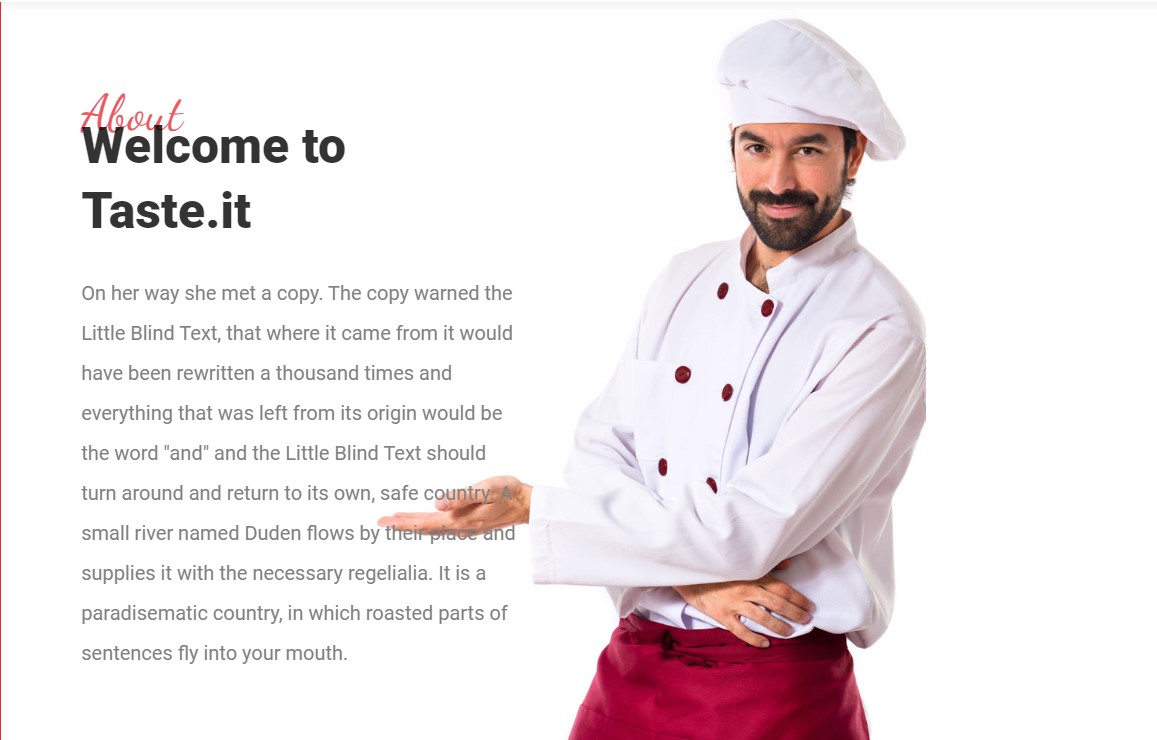 About
Welcome to
Taste.it
On her way she met a copy. The copy warned the
Little Blind Text, that where it came from it would
have been rewritten a thousand times and
everything that was left from its origin would be
the word "and" and the Little Blind Text should
turn around and return to its own, safe country. A
small river named Duden flows by their place and
supplies it with the necessary regelialia. It is a
paradisematic country, in which roasted parts of
sentences fly into your mouth.